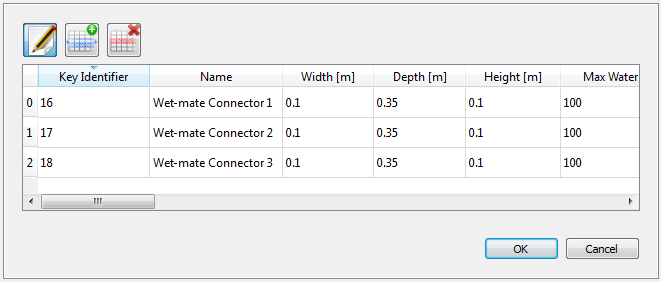 Key Identifier Name Width [m] Depth [m] Height [m] Max Water
0 16 Wet-mate Connector 1 0.1 0.35 0.1 100
1 17 Wet-mate Connector 2 0.1 0.35 0.1 100
2 18 Wet-mate Connector 3 0.1 0.35 0.1 100
OK Cancel